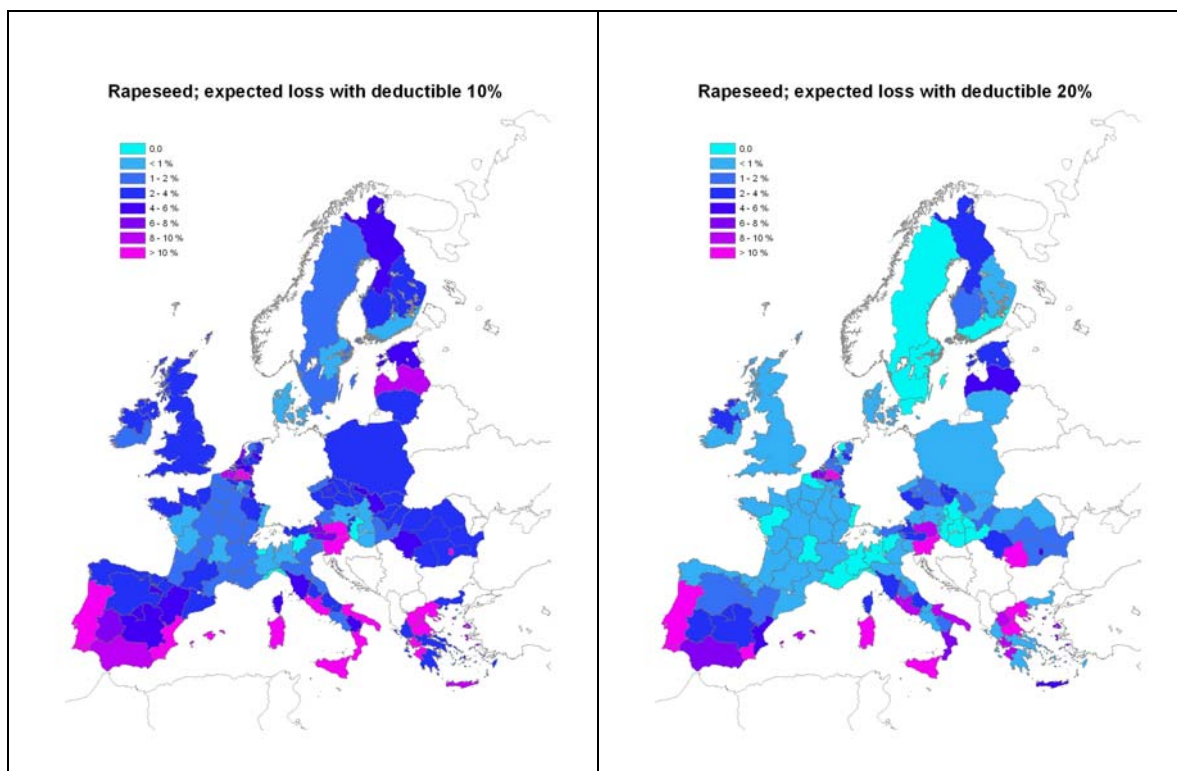 Rapeseed; expected loss with deductible 10%
0.0
< 1 %
1 - 2 %
2 - 4 %
4 - 6 %
6 - 8 %
8 - 10 %
> 10 %
Rapeseed; expected loss with deductible 20%
0.0
< 1 %
1 - 2 %
2 - 4 %
4 - 6 %
6 - 8 %
8 - 10 %
> 10 %